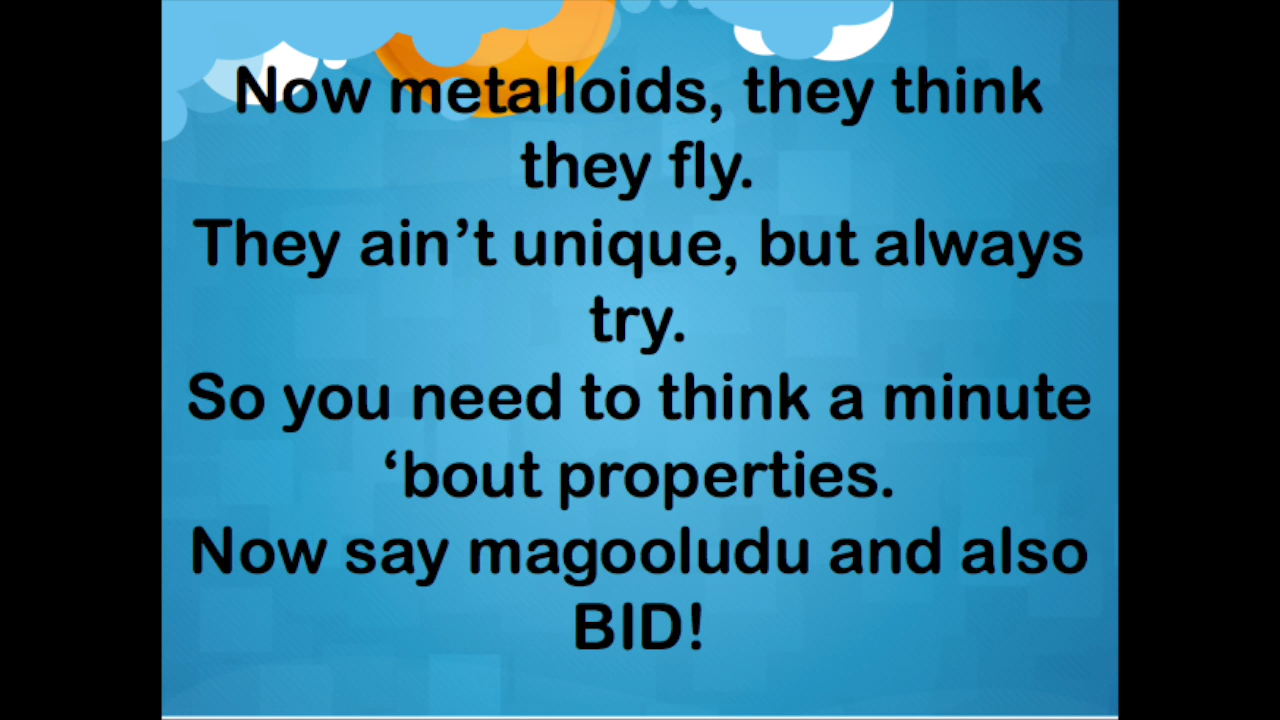 Now metalloids, they think
they fly.
They ain’t unique, but always
try.
So you need to think a minute
‘bout properties.
Now say magooludu and also
BID!